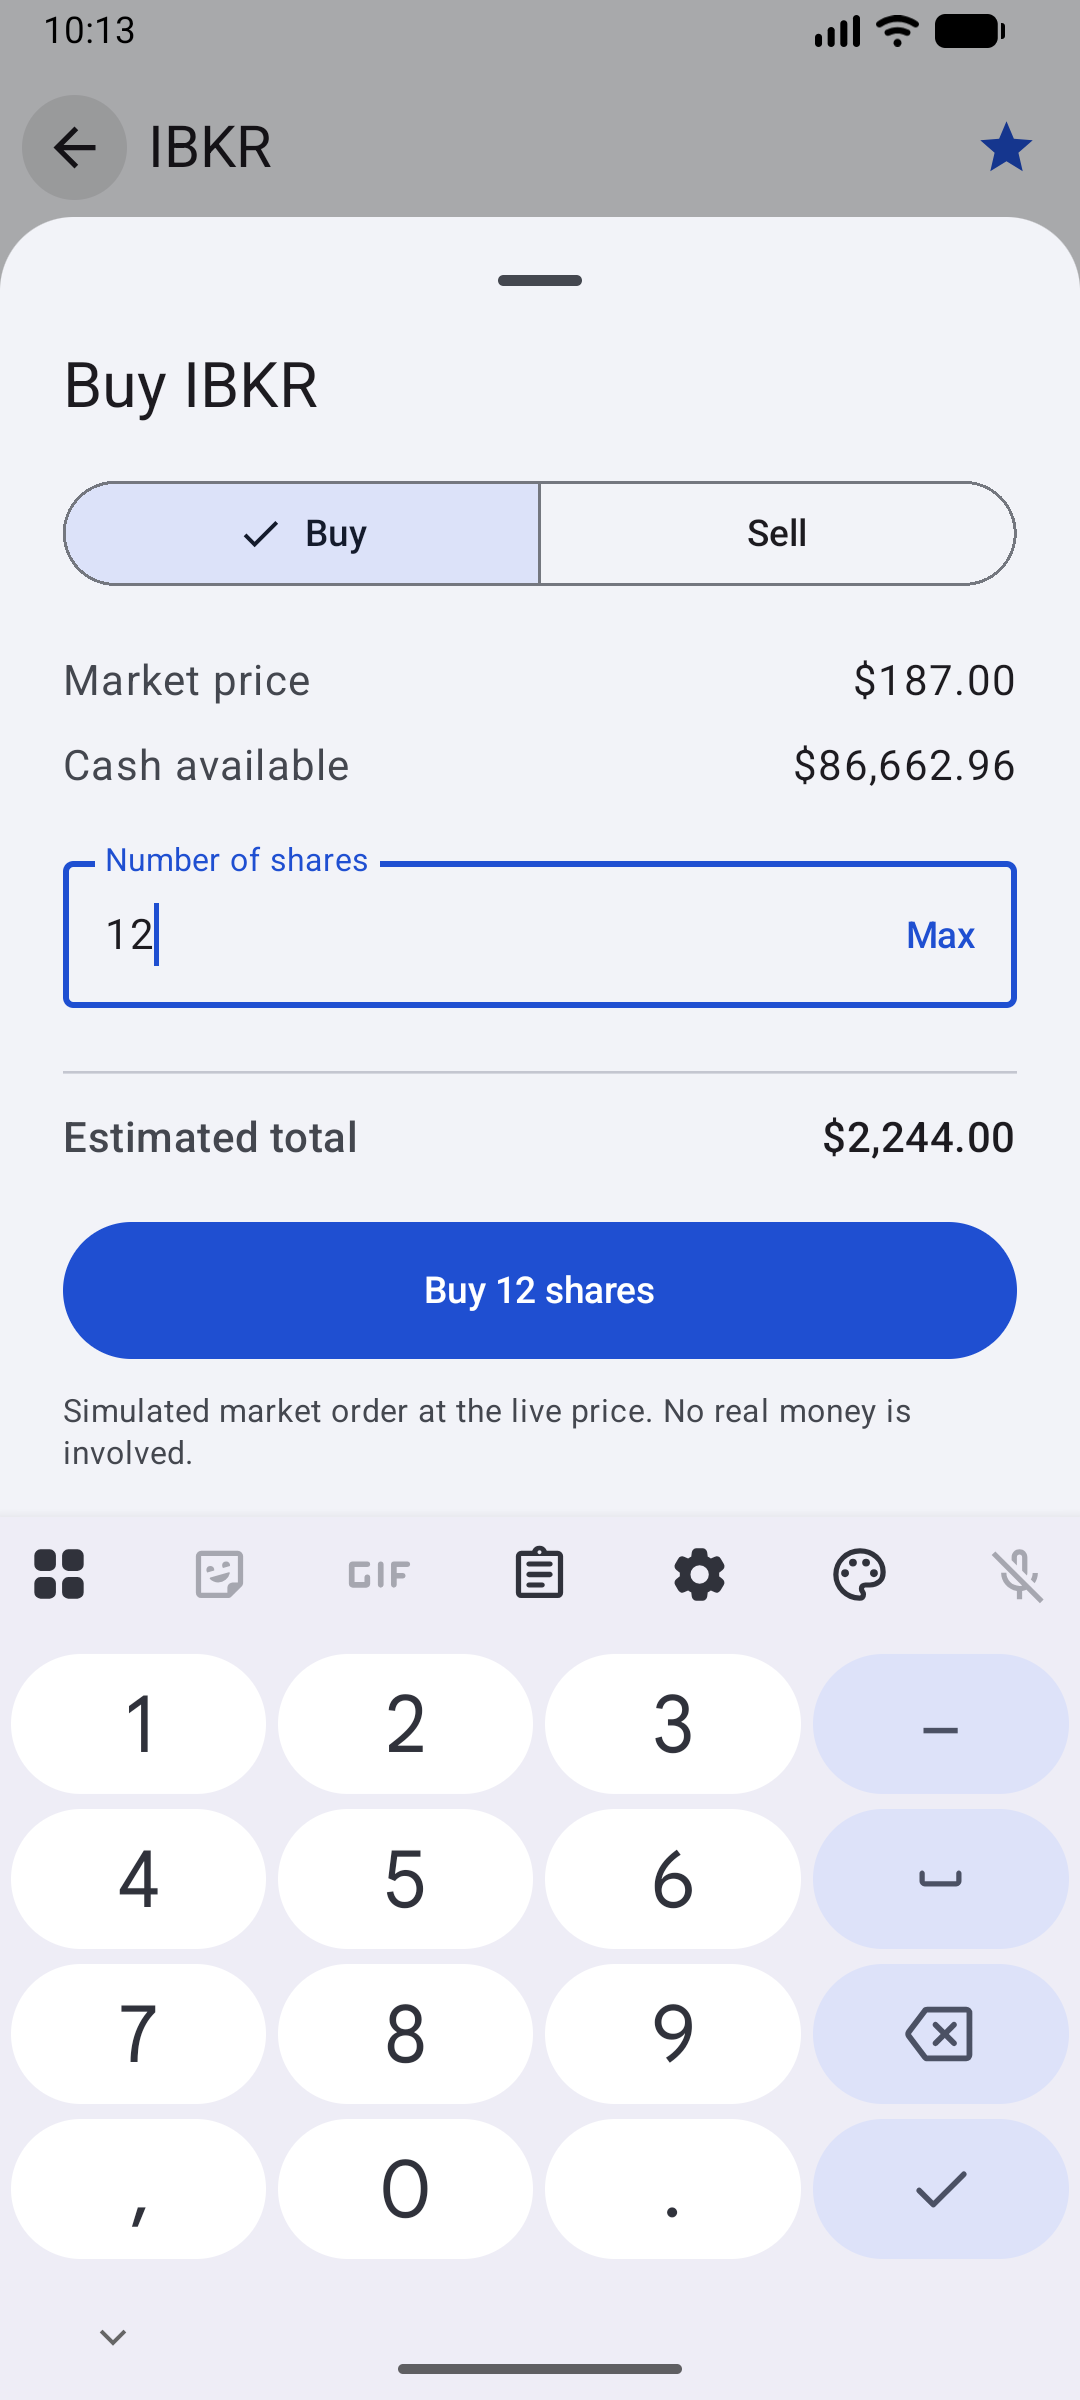 10:13
IBKR
Buy IBKR
Buy
Sell
Market price
$187.00
Cash available
$86,662.96
Number of shares
12
Max
Estimated total
$2,244.00
Buy 12 shares
Simulated market order at the live price. No real money is
involved.
GIF
1 2 3 –
4 5 6
7 8 9
, 0 .